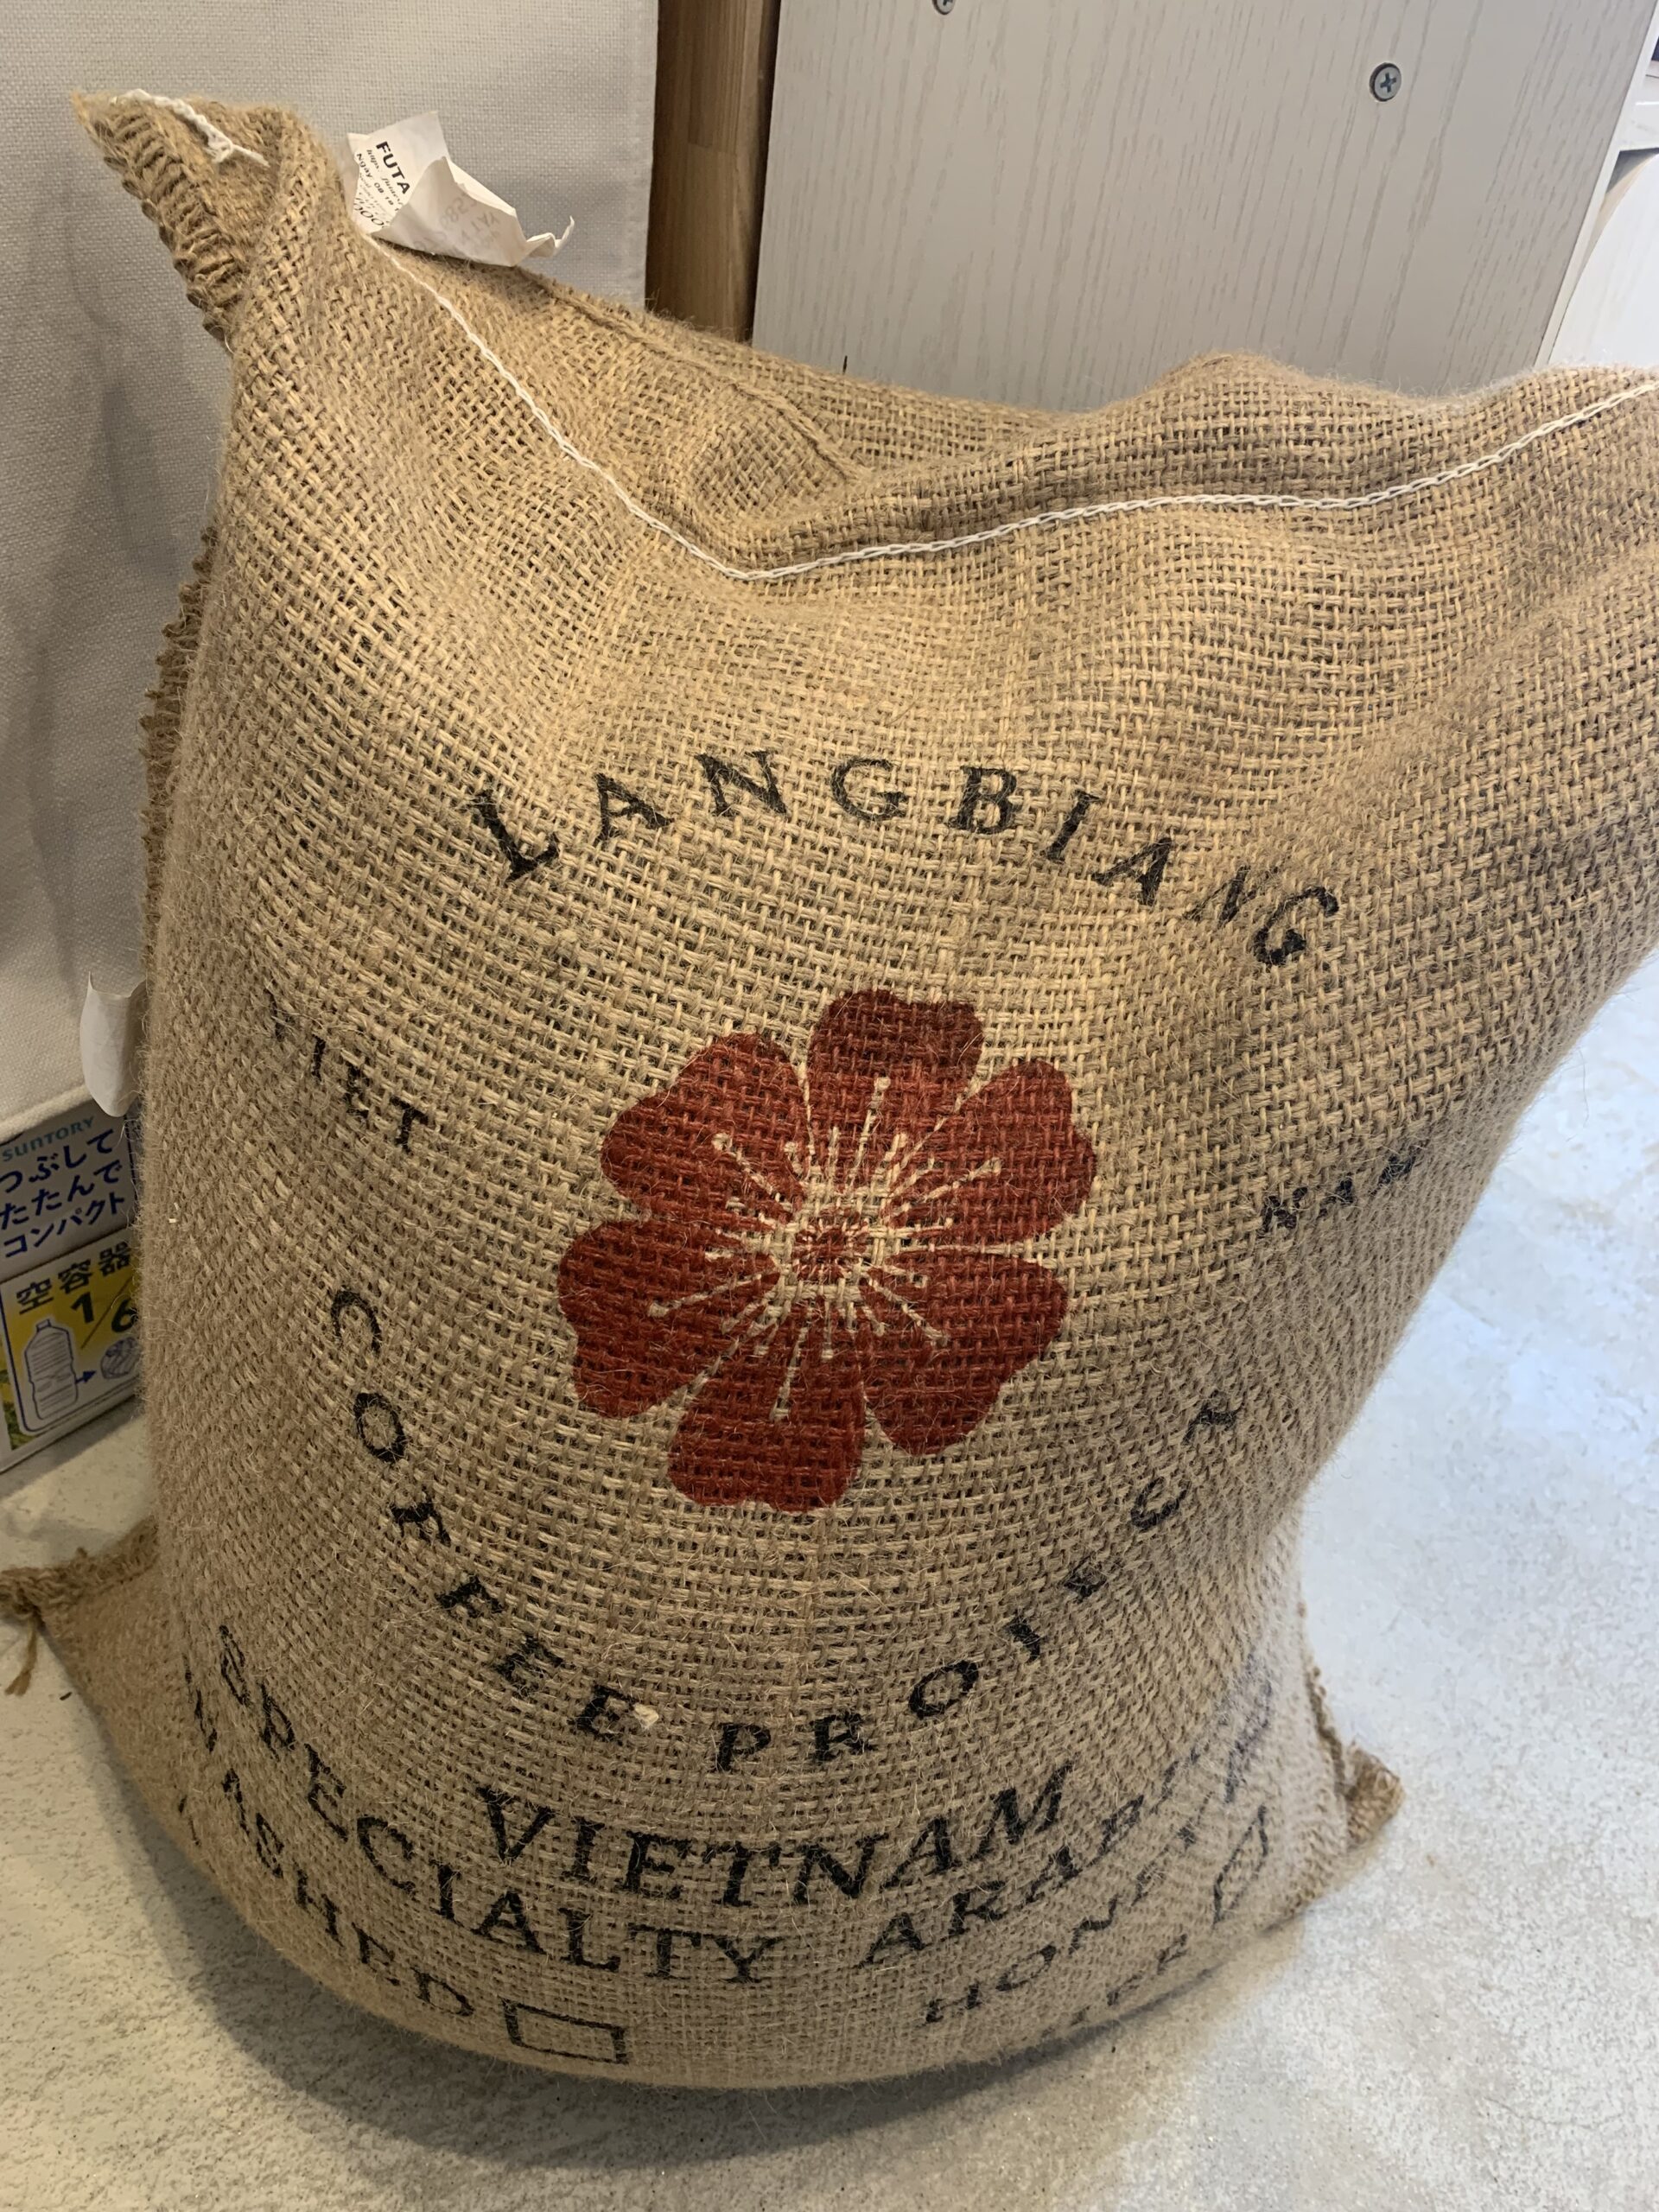 FUTA
LANGBIANG
VIET NAM
COFFEE PROJECT
VIETNAM
SPECIALTY ARABICA
WASHED
HONEY
SUNTORY
つぶして
たたんで
コンパクト
空容器
1/6